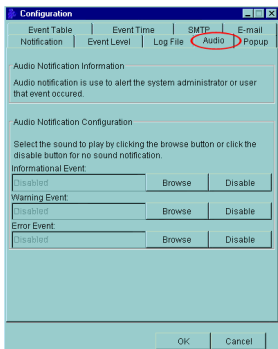 Configuration
Event Table Event Time SMTP E-mail
Notification Event Level Log File Audio Popup
Audio Notification Information
Audio notification is use to alert the system administrator or user
that event occured.
Audio Notification Configuration
Select the sound to play by clicking the browse button or click the
disable button for no sound notification.
Informational Event:
Disabled Browse Disable
Warning Event:
Disabled Browse Disable
Error Event:
Disabled Browse Disable
OK Cancel